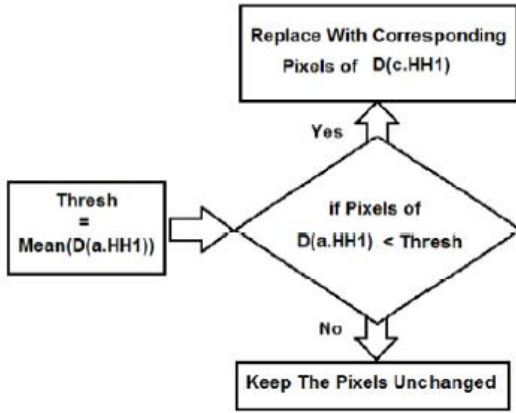 Replace With Corresponding
Pixels of D(c.HH1)
Yes
Thresh
=
Mean(D(a.HH1))
if Pixels of
D(a.HH1) < Thresh
No
Keep The Pixels Unchanged